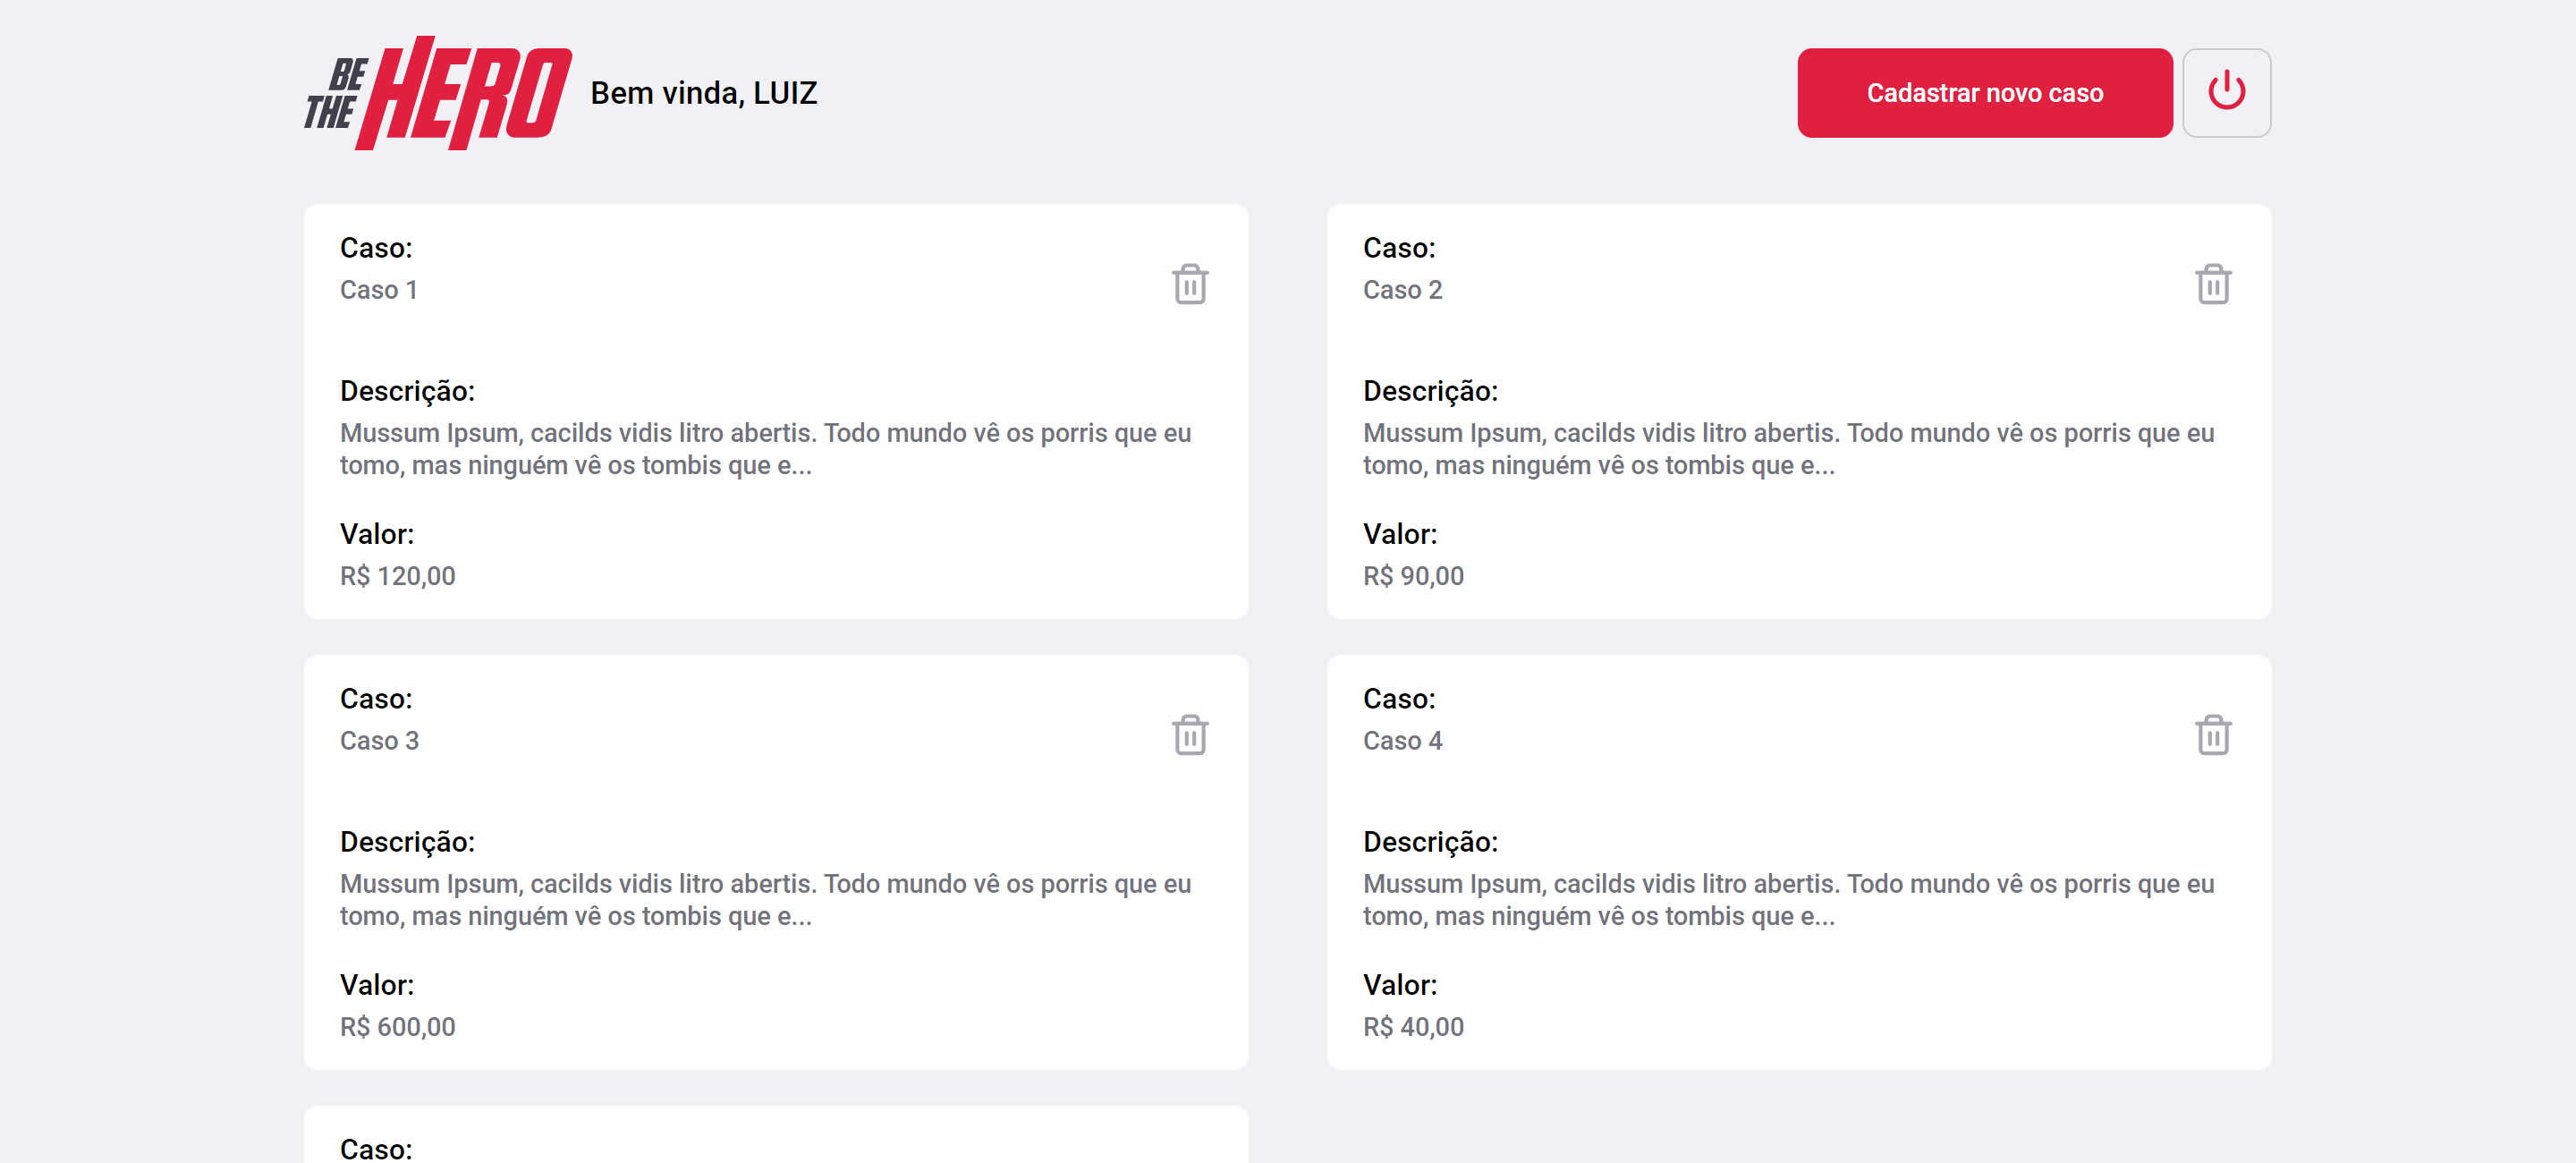 BE THE HERO
Bem vinda, LUIZ
Cadastrar novo caso
Caso:
Caso 1
Descrição:
Mussum Ipsum, cacilds vidis litro abertis. Todo mundo vê os porris que eu
tomo, mas ninguém vê os tombis que e...
Valor:
R$ 120,00
Caso:
Caso 2
Descrição:
Mussum Ipsum, cacilds vidis litro abertis. Todo mundo vê os porris que eu
tomo, mas ninguém vê os tombis que e...
Valor:
R$ 90,00
Caso:
Caso 3
Descrição:
Mussum Ipsum, cacilds vidis litro abertis. Todo mundo vê os porris que eu
tomo, mas ninguém vê os tombis que e...
Valor:
R$ 600,00
Caso:
Caso 4
Descrição:
Mussum Ipsum, cacilds vidis litro abertis. Todo mundo vê os porris que eu
tomo, mas ninguém vê os tombis que e...
Valor:
R$ 40,00
Caso: